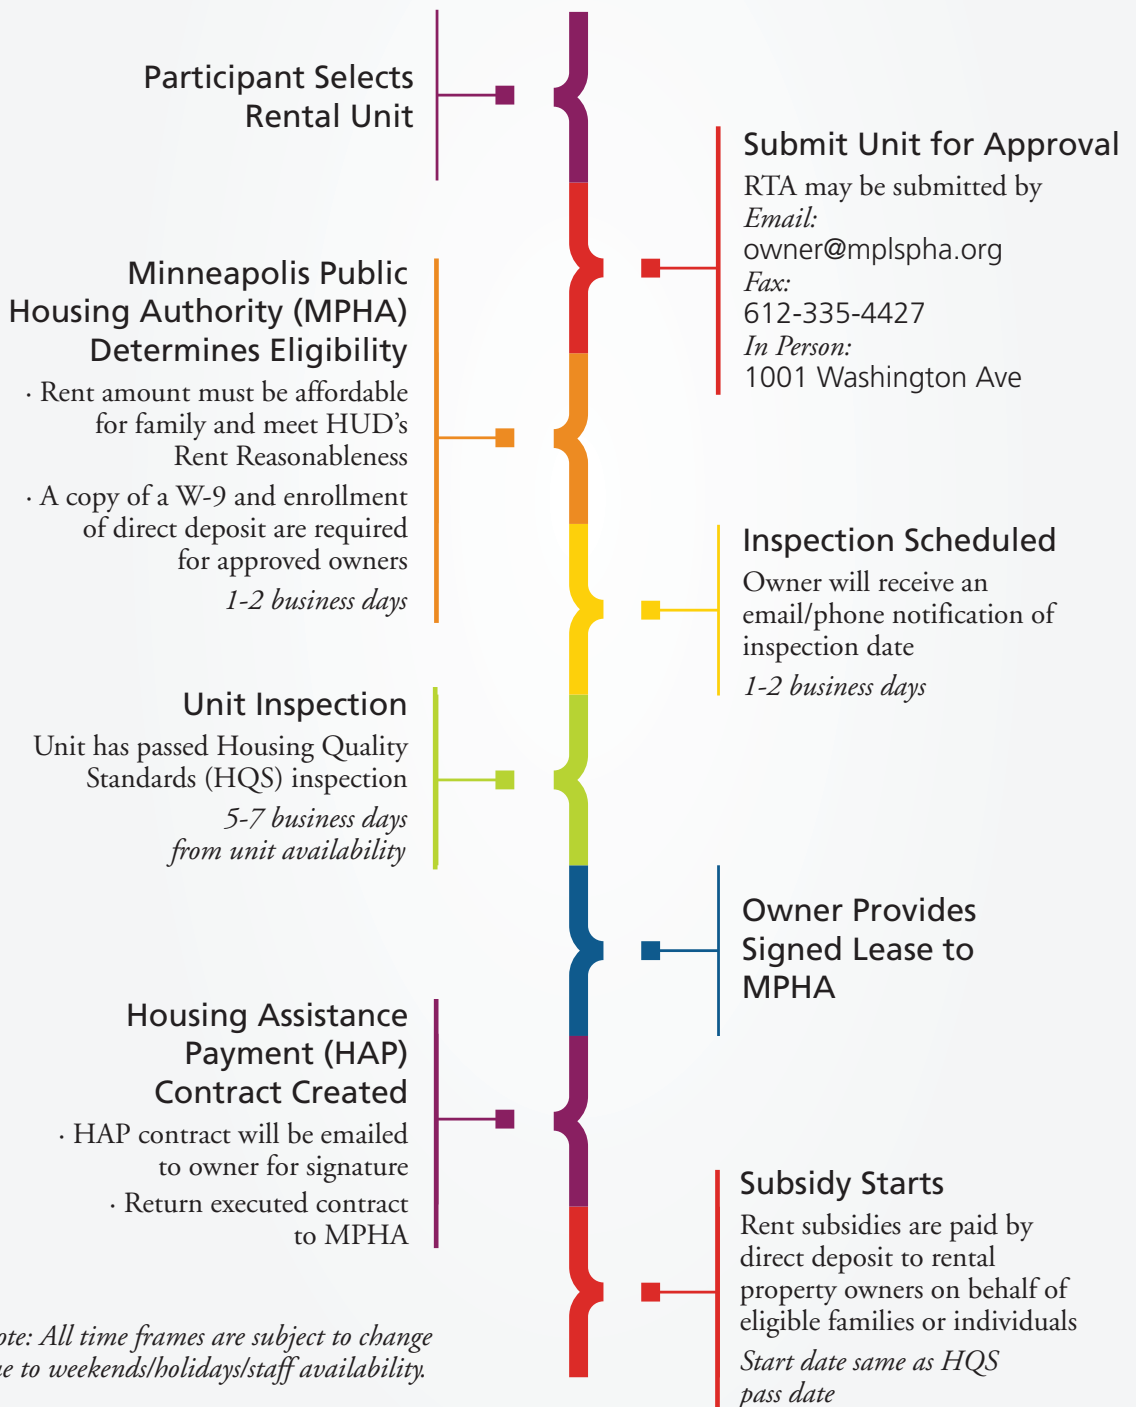 Participant Selects
Rental Unit
Submit Unit for Approval
RTA may be submitted by
Email:
owner@mplspha.org
Fax:
612-335-4427
In Person:
1001 Washington Ave
Minneapolis Public
Housing Authority (MPHA)
Determines Eligibility
· Rent amount must be affordable
for family and meet HUD’s
Rent Reasonableness
· A copy of a W-9 and enrollment
of direct deposit are required
for approved owners
1-2 business days
Inspection Scheduled
Owner will receive an
email/phone notification of
inspection date
1-2 business days
Unit Inspection
Unit has passed Housing Quality
Standards (HQS) inspection
5-7 business days
from unit availability
Owner Provides
Signed Lease to
MPHA
Housing Assistance
Payment (HAP)
Contract Created
· HAP contract will be emailed
to owner for signature
· Return executed contract
to MPHA
Subsidy Starts
Rent subsidies are paid by
direct deposit to rental
property owners on behalf of
eligible families or individuals
Start date same as HQS
pass date
ote: All time frames are subject to change
e to weekends/holidays/staff availability.